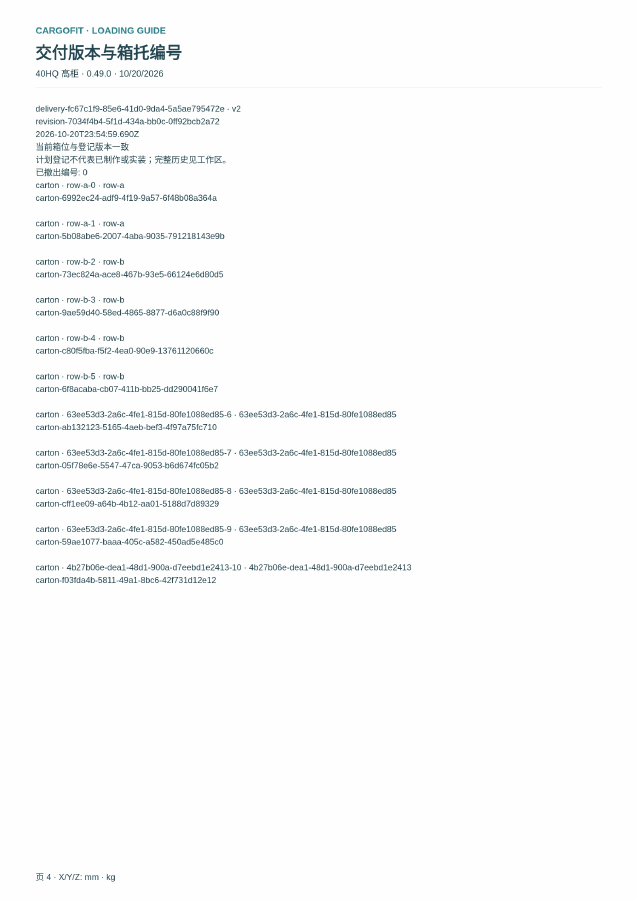 CARGOFIT · LOADING GUIDE
交付版本与箱托编号
40HQ 高柜 · 0.49.0 · 10/20/2026
delivery-fc67c1f9-85e6-41d0-9da4-5a5ae795472e · v2
revision-7034f4b4-5f1d-434a-bb0c-0ff92bcb2a72
2026-10-20T23:54:59.690Z
当前箱位与登记版本一致
计划登记不代表已制作或实装；完整历史见工作区。
已撤出编号: 0
carton · row-a-0 · row-a
carton-6992ec24-adf9-4f19-9a57-6f48b08a364a
carton · row-a-1 · row-a
carton-5b08abe6-2007-4aba-9035-791218143e9b
carton · row-b-2 · row-b
carton-73ec824a-ace8-467b-93e5-66124e6d80d5
carton · row-b-3 · row-b
carton-9ae59d40-58ed-4865-8877-d6a0c88f9f90
carton · row-b-4 · row-b
carton-c80f5fba-f5f2-4ea0-90e9-13761120660c
carton · row-b-5 · row-b
carton-6f8acaba-cb07-411b-bb25-dd290041f6e7
carton · 63ee53d3-2a6c-4fe1-815d-80fe1088ed85-6 · 63ee53d3-2a6c-4fe1-815d-80fe1088ed85
carton-ab132123-5165-4aeb-bef3-4f97a75fc710
carton · 63ee53d3-2a6c-4fe1-815d-80fe1088ed85-7 · 63ee53d3-2a6c-4fe1-815d-80fe1088ed85
carton-05f78e6e-5547-47ca-9053-b6d674fc05b2
carton · 63ee53d3-2a6c-4fe1-815d-80fe1088ed85-8 · 63ee53d3-2a6c-4fe1-815d-80fe1088ed85
carton-cff1ee09-a64b-4b12-aa01-5188d7d89329
carton · 63ee53d3-2a6c-4fe1-815d-80fe1088ed85-9 · 63ee53d3-2a6c-4fe1-815d-80fe1088ed85
carton-59ae1077-baaa-405c-a582-450ad5e485c0
carton · 4b27b06e-dea1-48d1-900a-d7eebd1e2413-10 · 4b27b06e-dea1-48d1-900a-d7eebd1e2413
carton-f03fda4b-5811-49a1-8bc6-42f731d12e12
页 4 · X/Y/Z: mm · kg